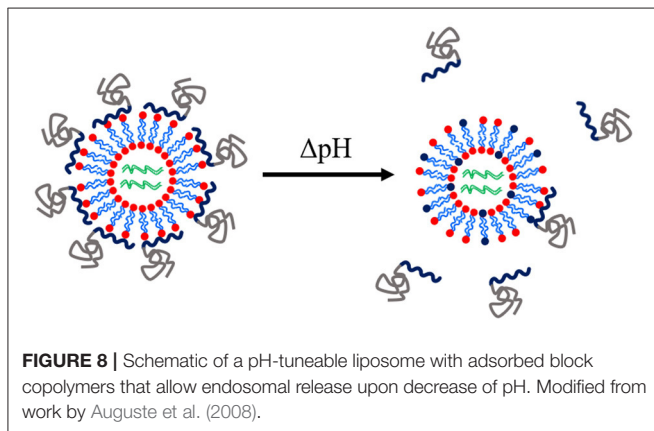 ΔpH
FIGURE 8 | Schematic of a pH-tuneable liposome with adsorbed block
copolymers that allow endosomal release upon decrease of pH. Modified from
work by Auguste et al. (2008).